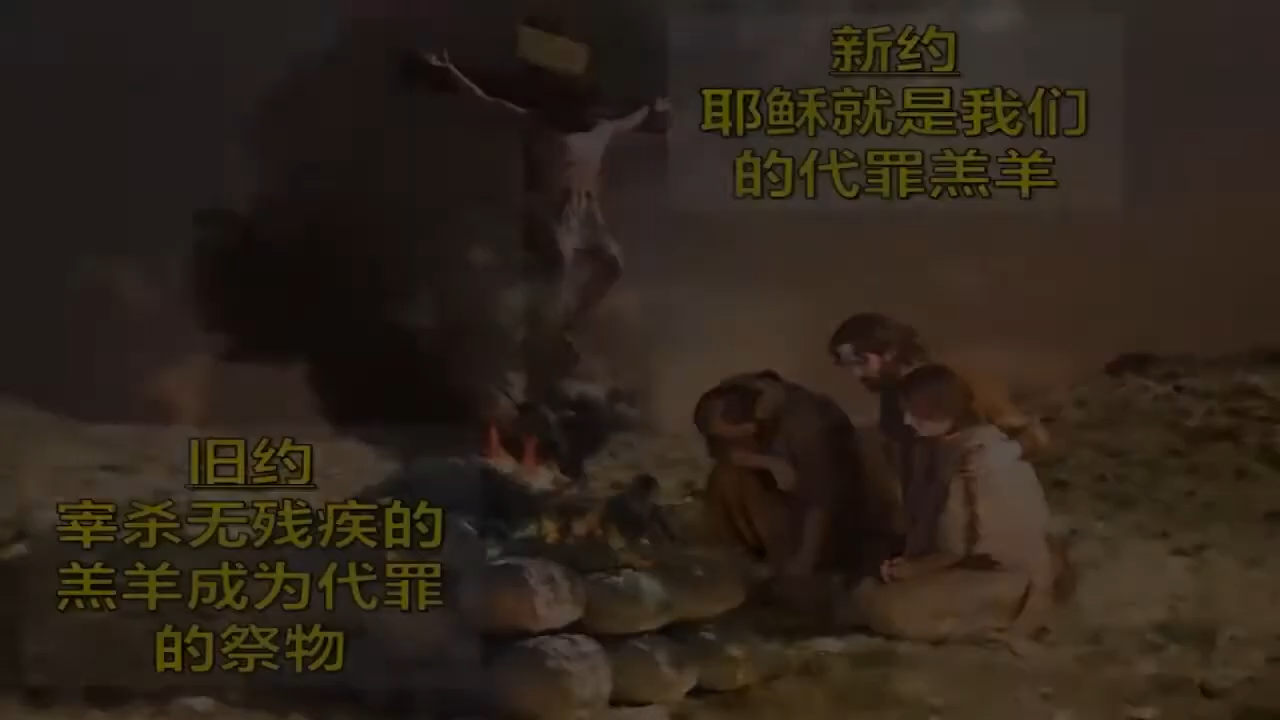 新约
耶稣就是我们
的代罪羔羊
旧约
宰杀无残疾的
羔羊成为代罪
的祭物